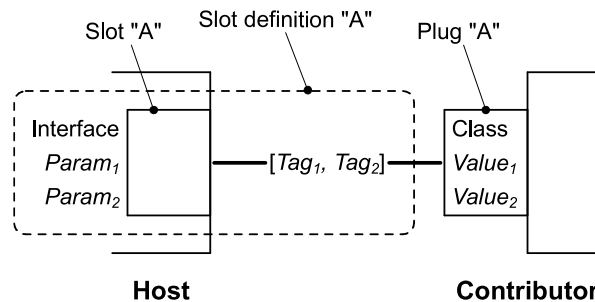 Slot "A"
Slot definition "A"
Plug "A"
Interface
Param1
Param2
[Tag1, Tag2]
Class
Value1
Value2
Host
Contributor